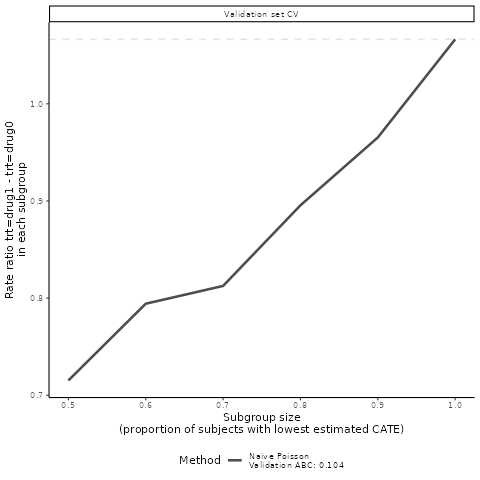 Validation set CV
Rate ratio trt=drug1 - trt=drug0
in each subgroup
1.0
0.9
0.8
0.7
0.5 0.6 0.7 0.8 0.9 1.0
Subgroup size
(proportion of subjects with lowest estimated CATE)
Method
Naive Poisson
Validation ABC: 0.104